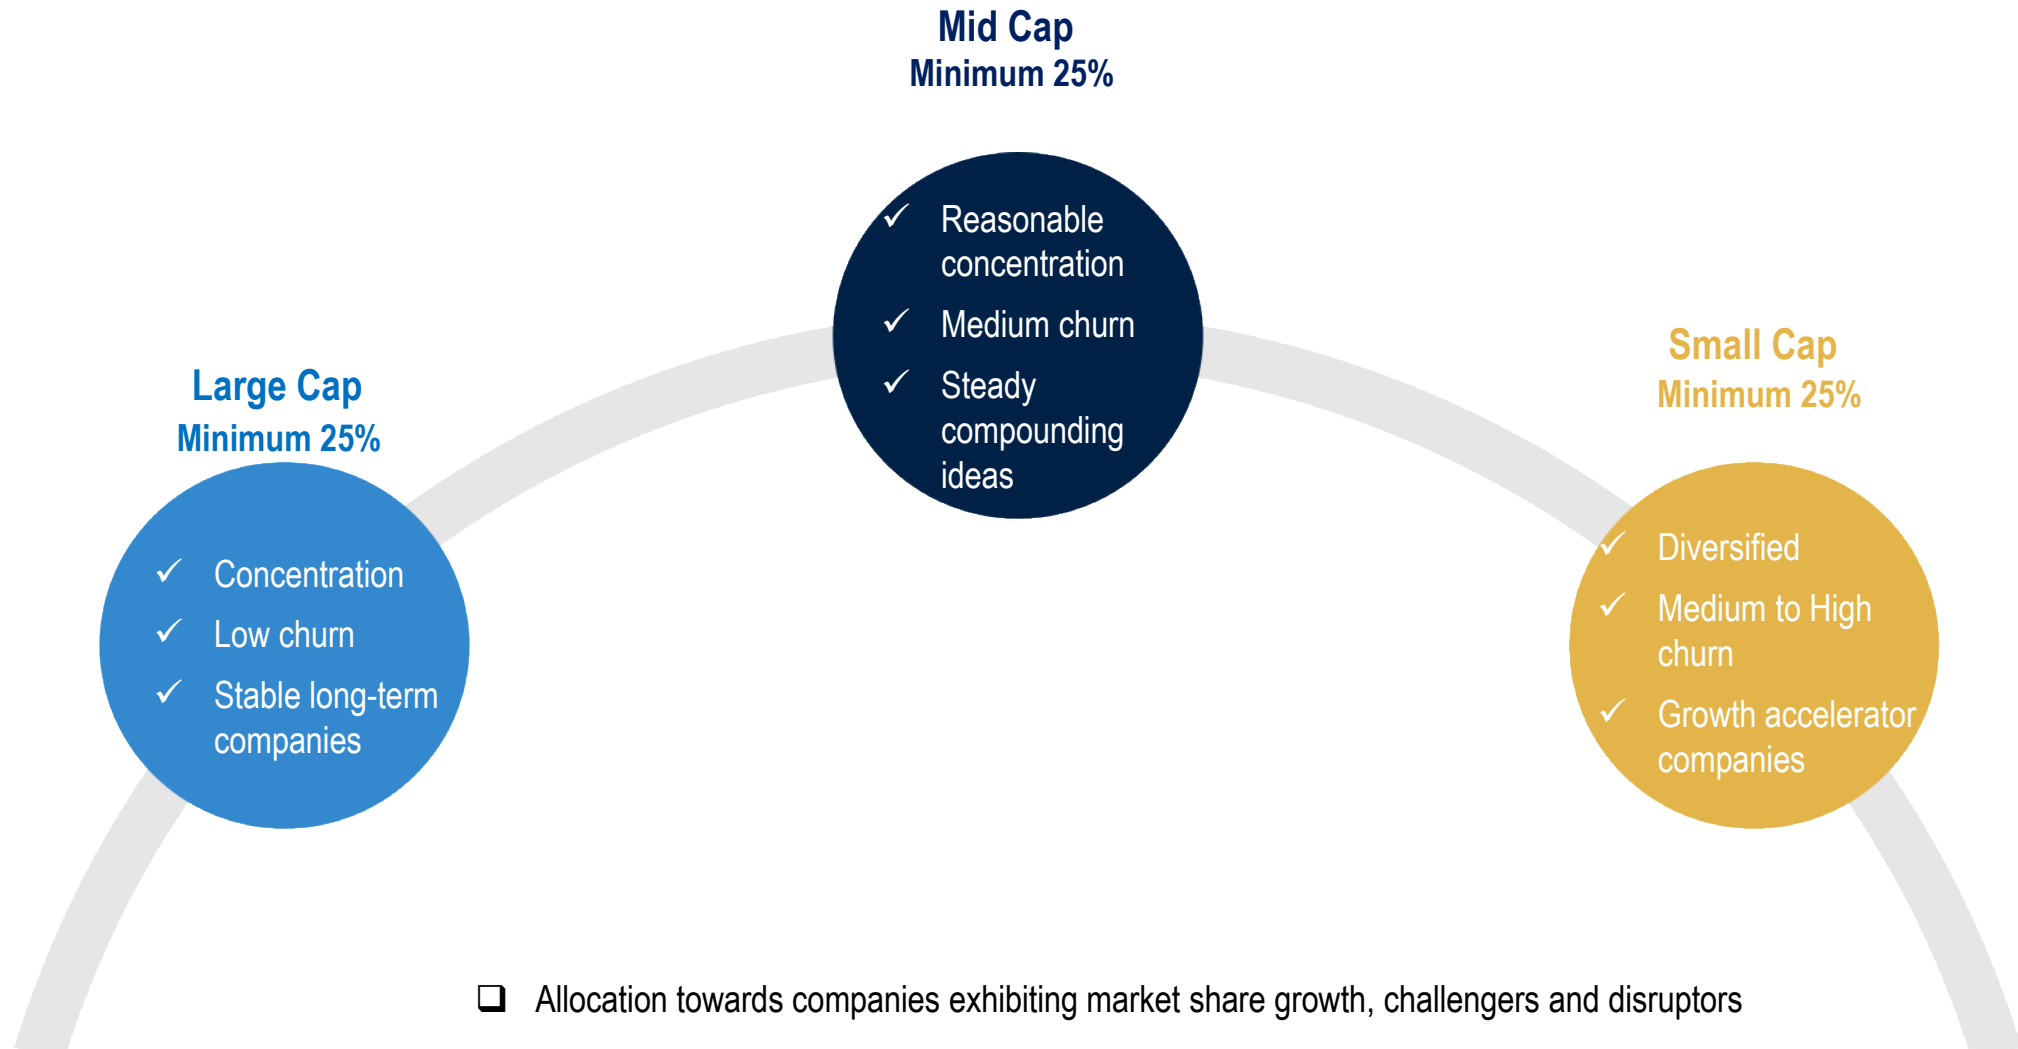 Mid Cap
Minimum 25%
✓ Reasonable
concentration
✓ Medium churn
✓ Steady
compounding
ideas
Large Cap
Minimum 25%
✓ Concentration
✓ Low churn
✓ Stable long-term
companies
Small Cap
Minimum 25%
✓ Diversified
✓ Medium to High
churn
✓ Growth accelerator
companies
❑ Allocation towards companies exhibiting market share growth, challengers and disruptors